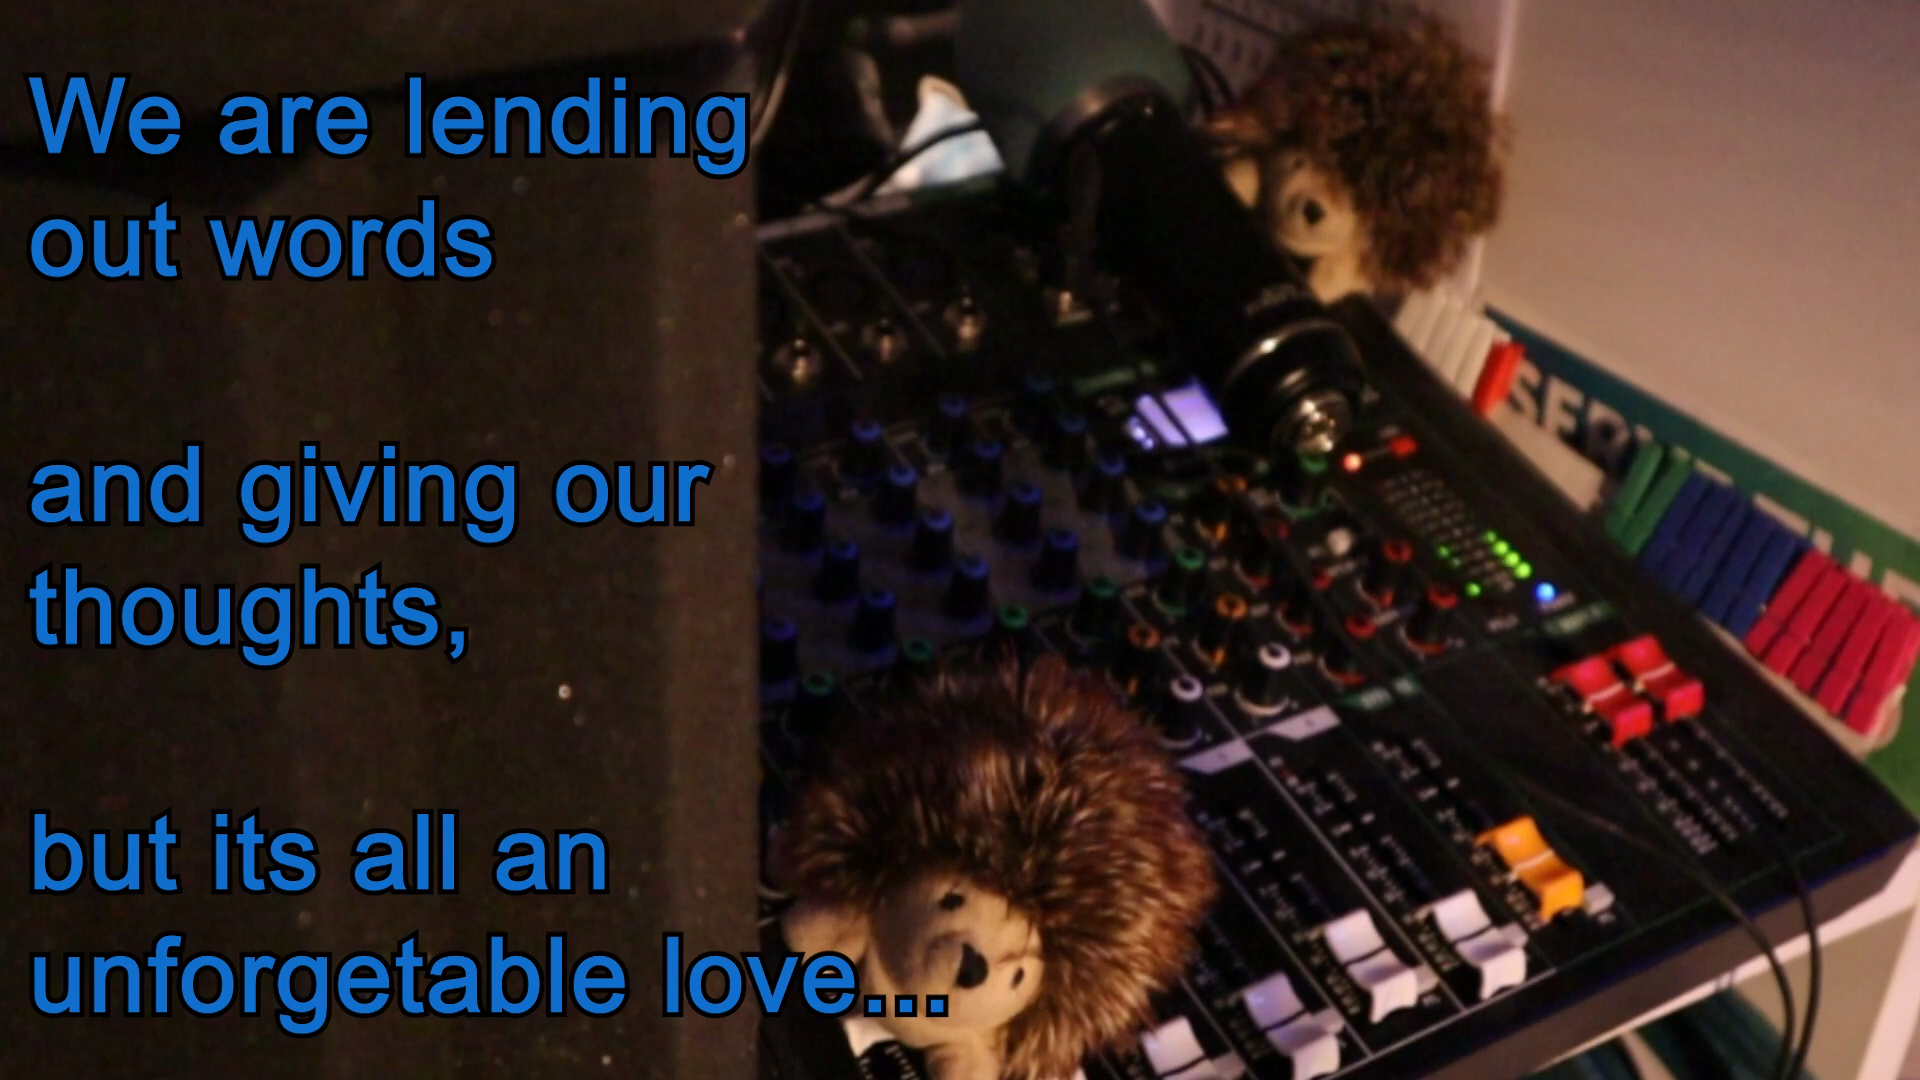 We are lending
out words
and giving our
thoughts,
but its all an
unforgetable love...